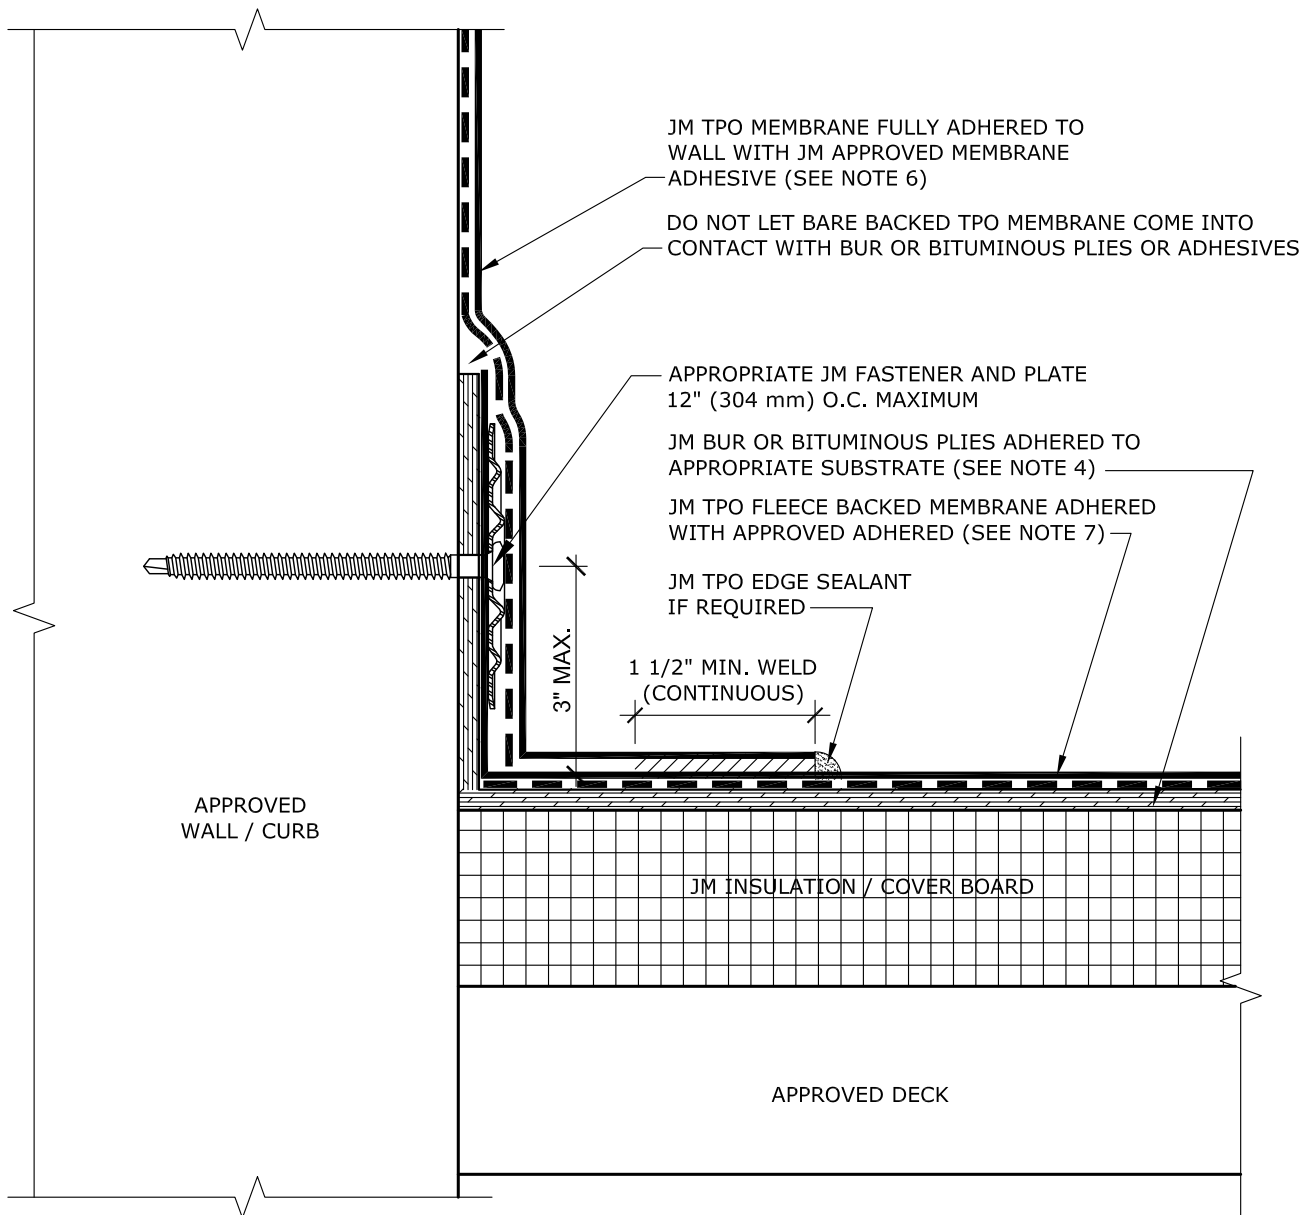 JM TPO MEMBRANE FULLY ADHERED TO
WALL WITH JM APPROVED MEMBRANE
ADHESIVE (SEE NOTE 6)
DO NOT LET BARE BACKED TPO MEMBRANE COME INTO
CONTACT WITH BUR OR BITUMINOUS PLIES OR ADHESIVES
APPROPRIATE JM FASTENER AND PLATE
12" (304 mm) O.C. MAXIMUM
JM BUR OR BITUMINOUS PLIES ADHERED TO
APPROPRIATE SUBSTRATE (SEE NOTE 4)
JM TPO FLEECE BACKED MEMBRANE ADHERED
WITH APPROVED ADHERED (SEE NOTE 7)
JM TPO EDGE SEALANT
IF REQUIRED
3" MAX.
1 1/2" MIN. WELD
(CONTINUOUS)
APPROVED
WALL / CURB
JM INSULATION / COVER BOARD
APPROVED DECK